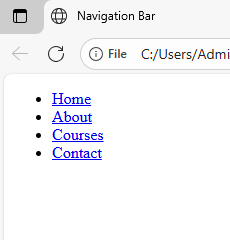 Navigation Bar
File C:/Users/Admi
Home
About
Courses
Contact